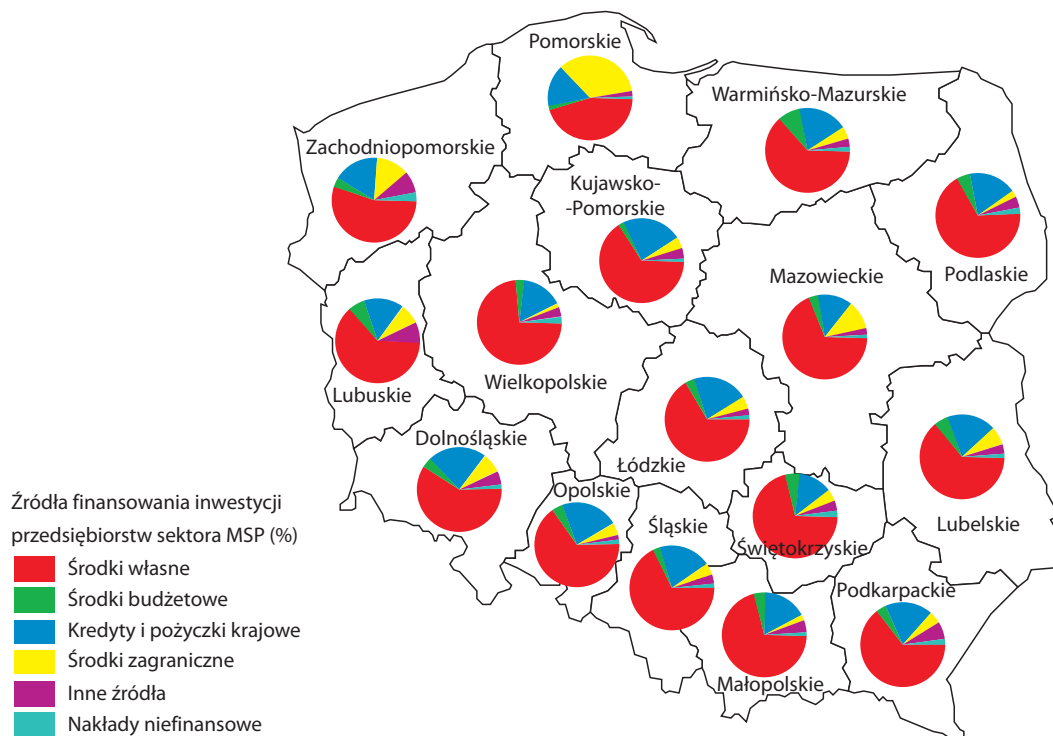 Pomorskie
Warmińsko-Mazurskie
Zachodniopomorskie
Kujawsko-
-Pomorskie
Podlaskie
Mazowieckie
Lubuskie
Wielkopolskie
Dolnośląskie
Łódzkie
Opolskie
Śląskie
Świętokrzyskie
Lubelskie
Podkarpackie
Małopolskie
Źródła finansowania inwestycji
przedsiębiorstw sektora MSP (%)
Środki własne
Środki budżetowe
Kredyty i pożyczki krajowe
Środki zagraniczne
Inne źródła
Nakłady niefinansowe